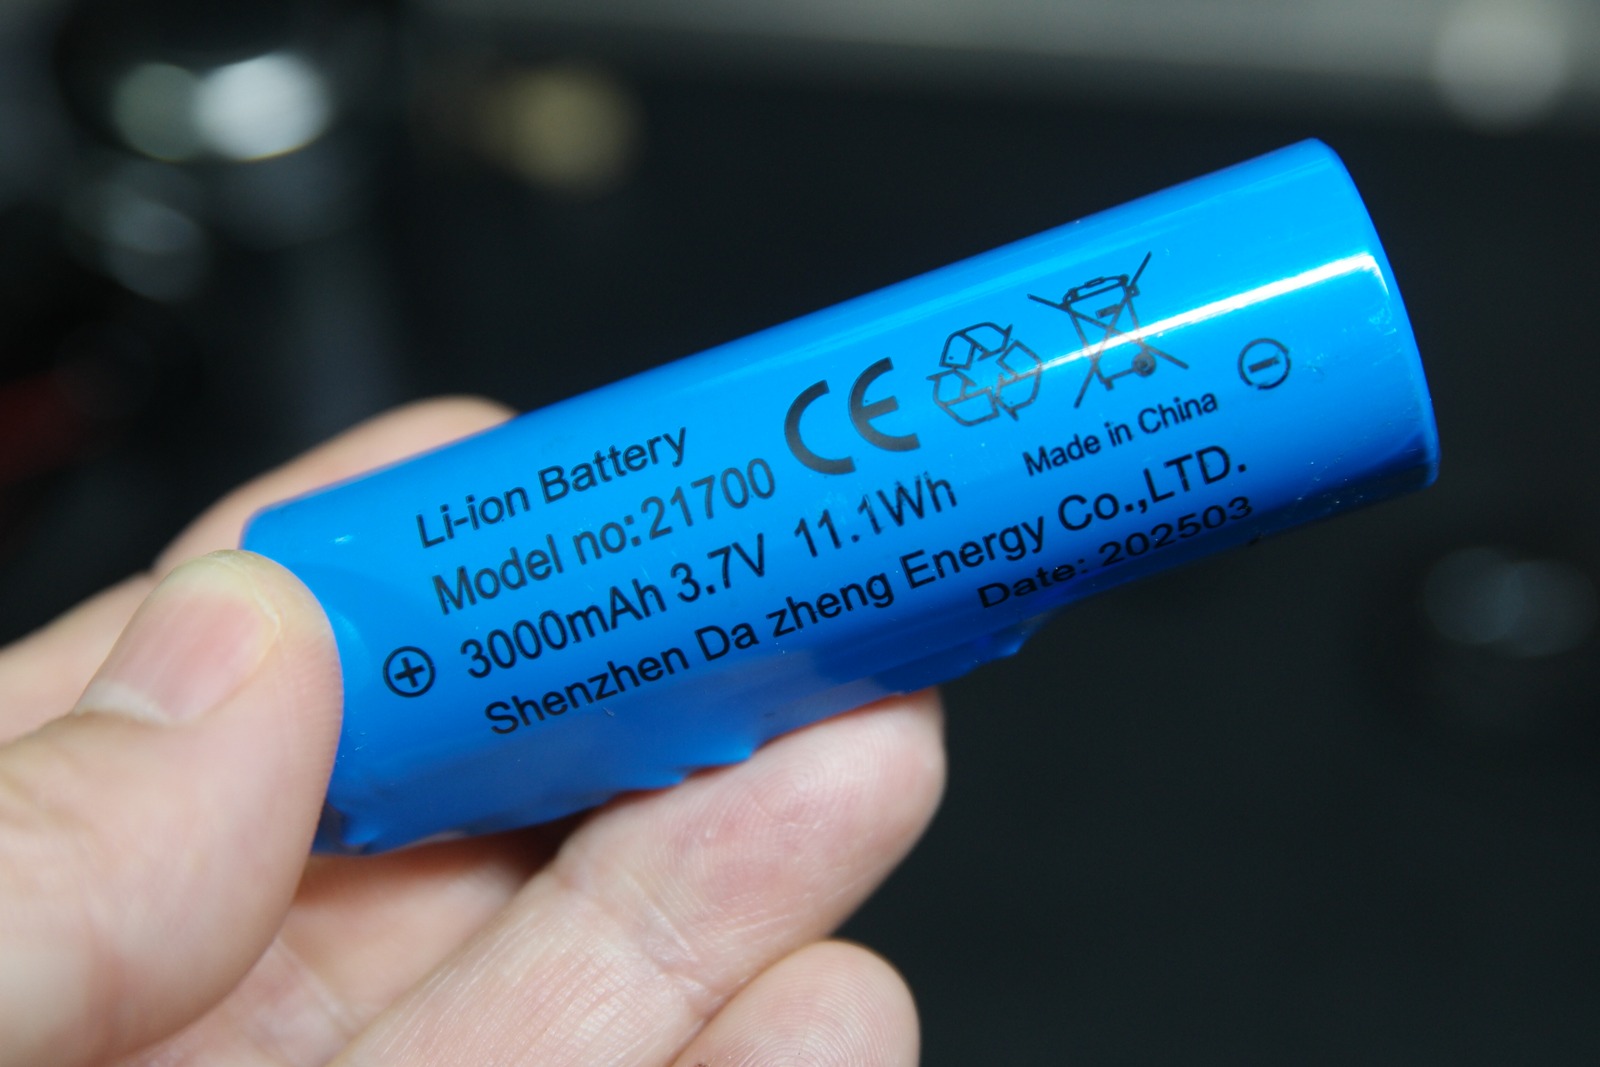 Li-ion Battery
Model no:21700
CE
3000mAh 3.7V 11.1Wh
Made in China
Shenzhen Da zheng Energy Co.,LTD.
Date: 202503